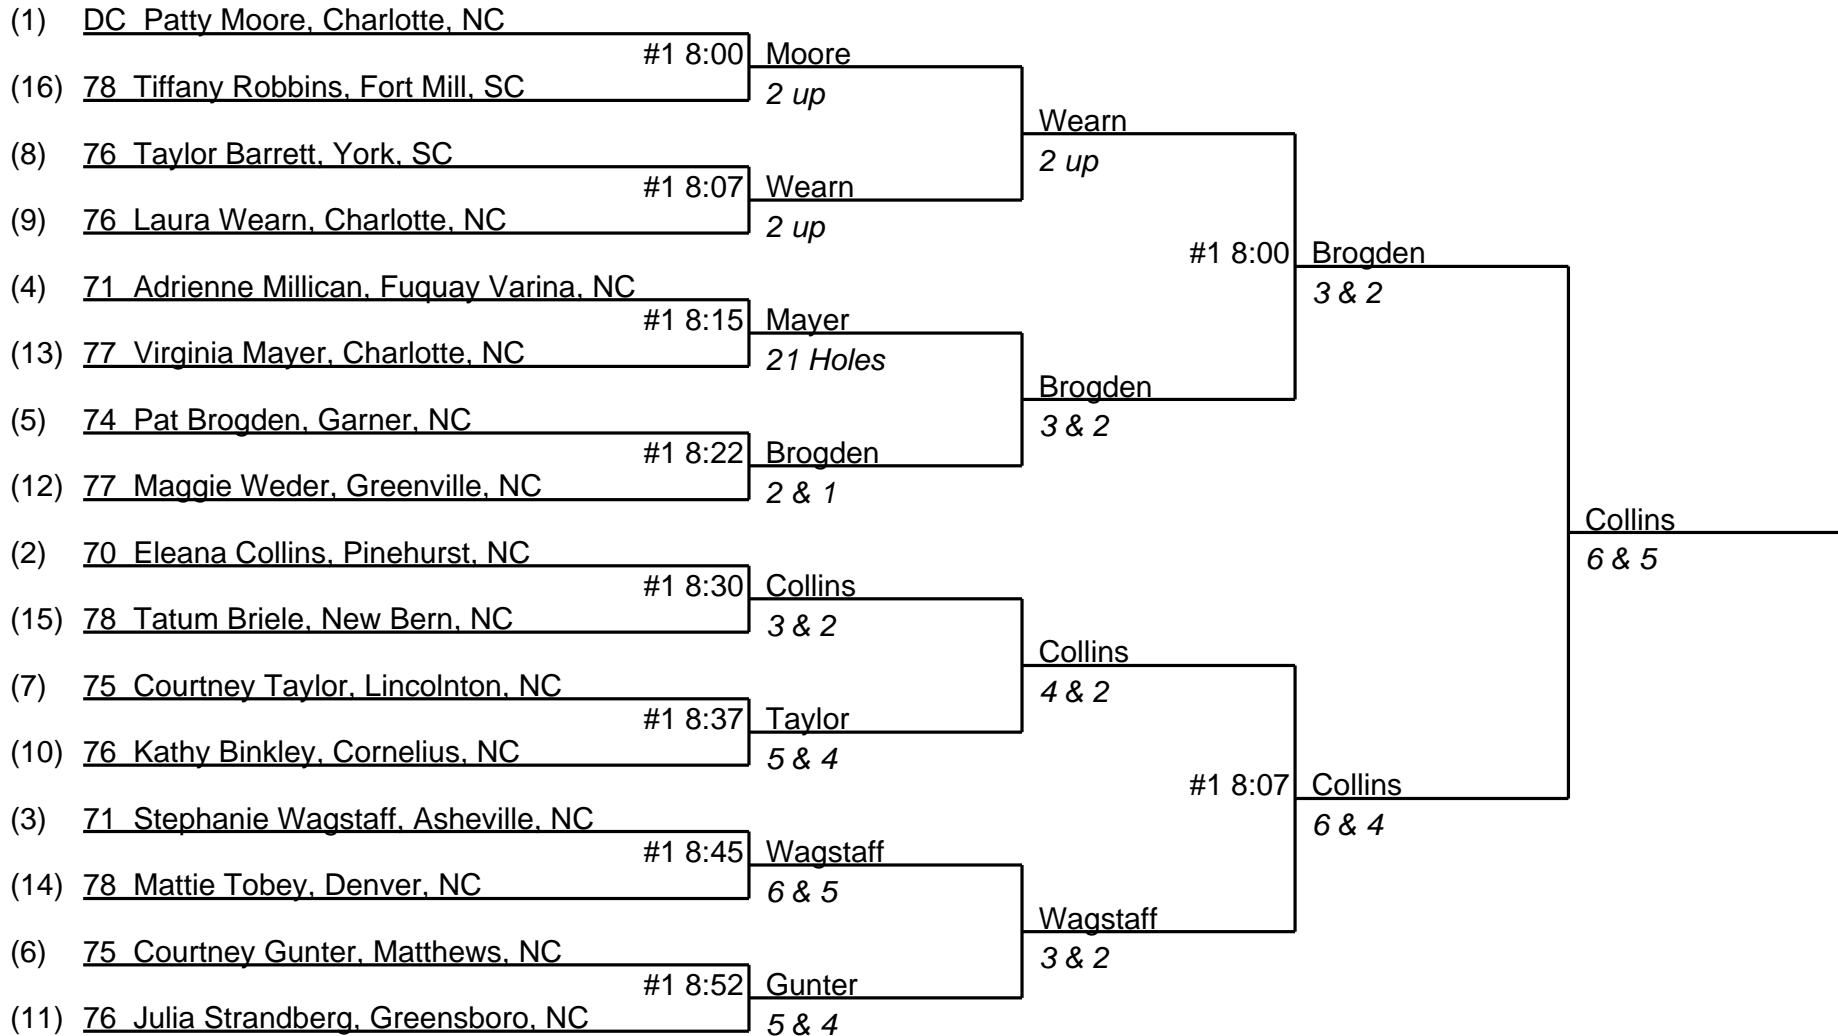 (1) DC Patty Moore, Charlotte, NC
#1 8:00 Moore
(16) 78 Tiffany Robbins, Fort Mill, SC
2 up
Wearn
2 up
(8) 76 Taylor Barrett, York, SC
#1 8:07 Wearn
(9) 76 Laura Wearn, Charlotte, NC
2 up
#1 8:00 Brogden
3 & 2
(4) 71 Adrienne Millican, Fuquay Varina, NC
#1 8:15 Mayer
(13) 77 Virginia Mayer, Charlotte, NC
21 Holes
Brogden
3 & 2
(5) 74 Pat Brogden, Garner, NC
#1 8:22 Brogden
(12) 77 Maggie Weder, Greenville, NC
2 & 1
Collins
6 & 5
(2) 70 Eleana Collins, Pinehurst, NC
#1 8:30 Collins
(15) 78 Tatum Briele, New Bern, NC
3 & 2
Collins
4 & 2
(7) 75 Courtney Taylor, Lincolnton, NC
#1 8:37 Taylor
(10) 76 Kathy Binkley, Cornelius, NC
5 & 4
#1 8:07 Collins
6 & 4
(3) 71 Stephanie Wagstaff, Asheville, NC
#1 8:45 Wagstaff
(14) 78 Mattie Tobey, Denver, NC
6 & 5
Wagstaff
3 & 2
(6) 75 Courtney Gunter, Matthews, NC
#1 8:52 Gunter
(11) 76 Julia Strandberg, Greensboro, NC
5 & 4